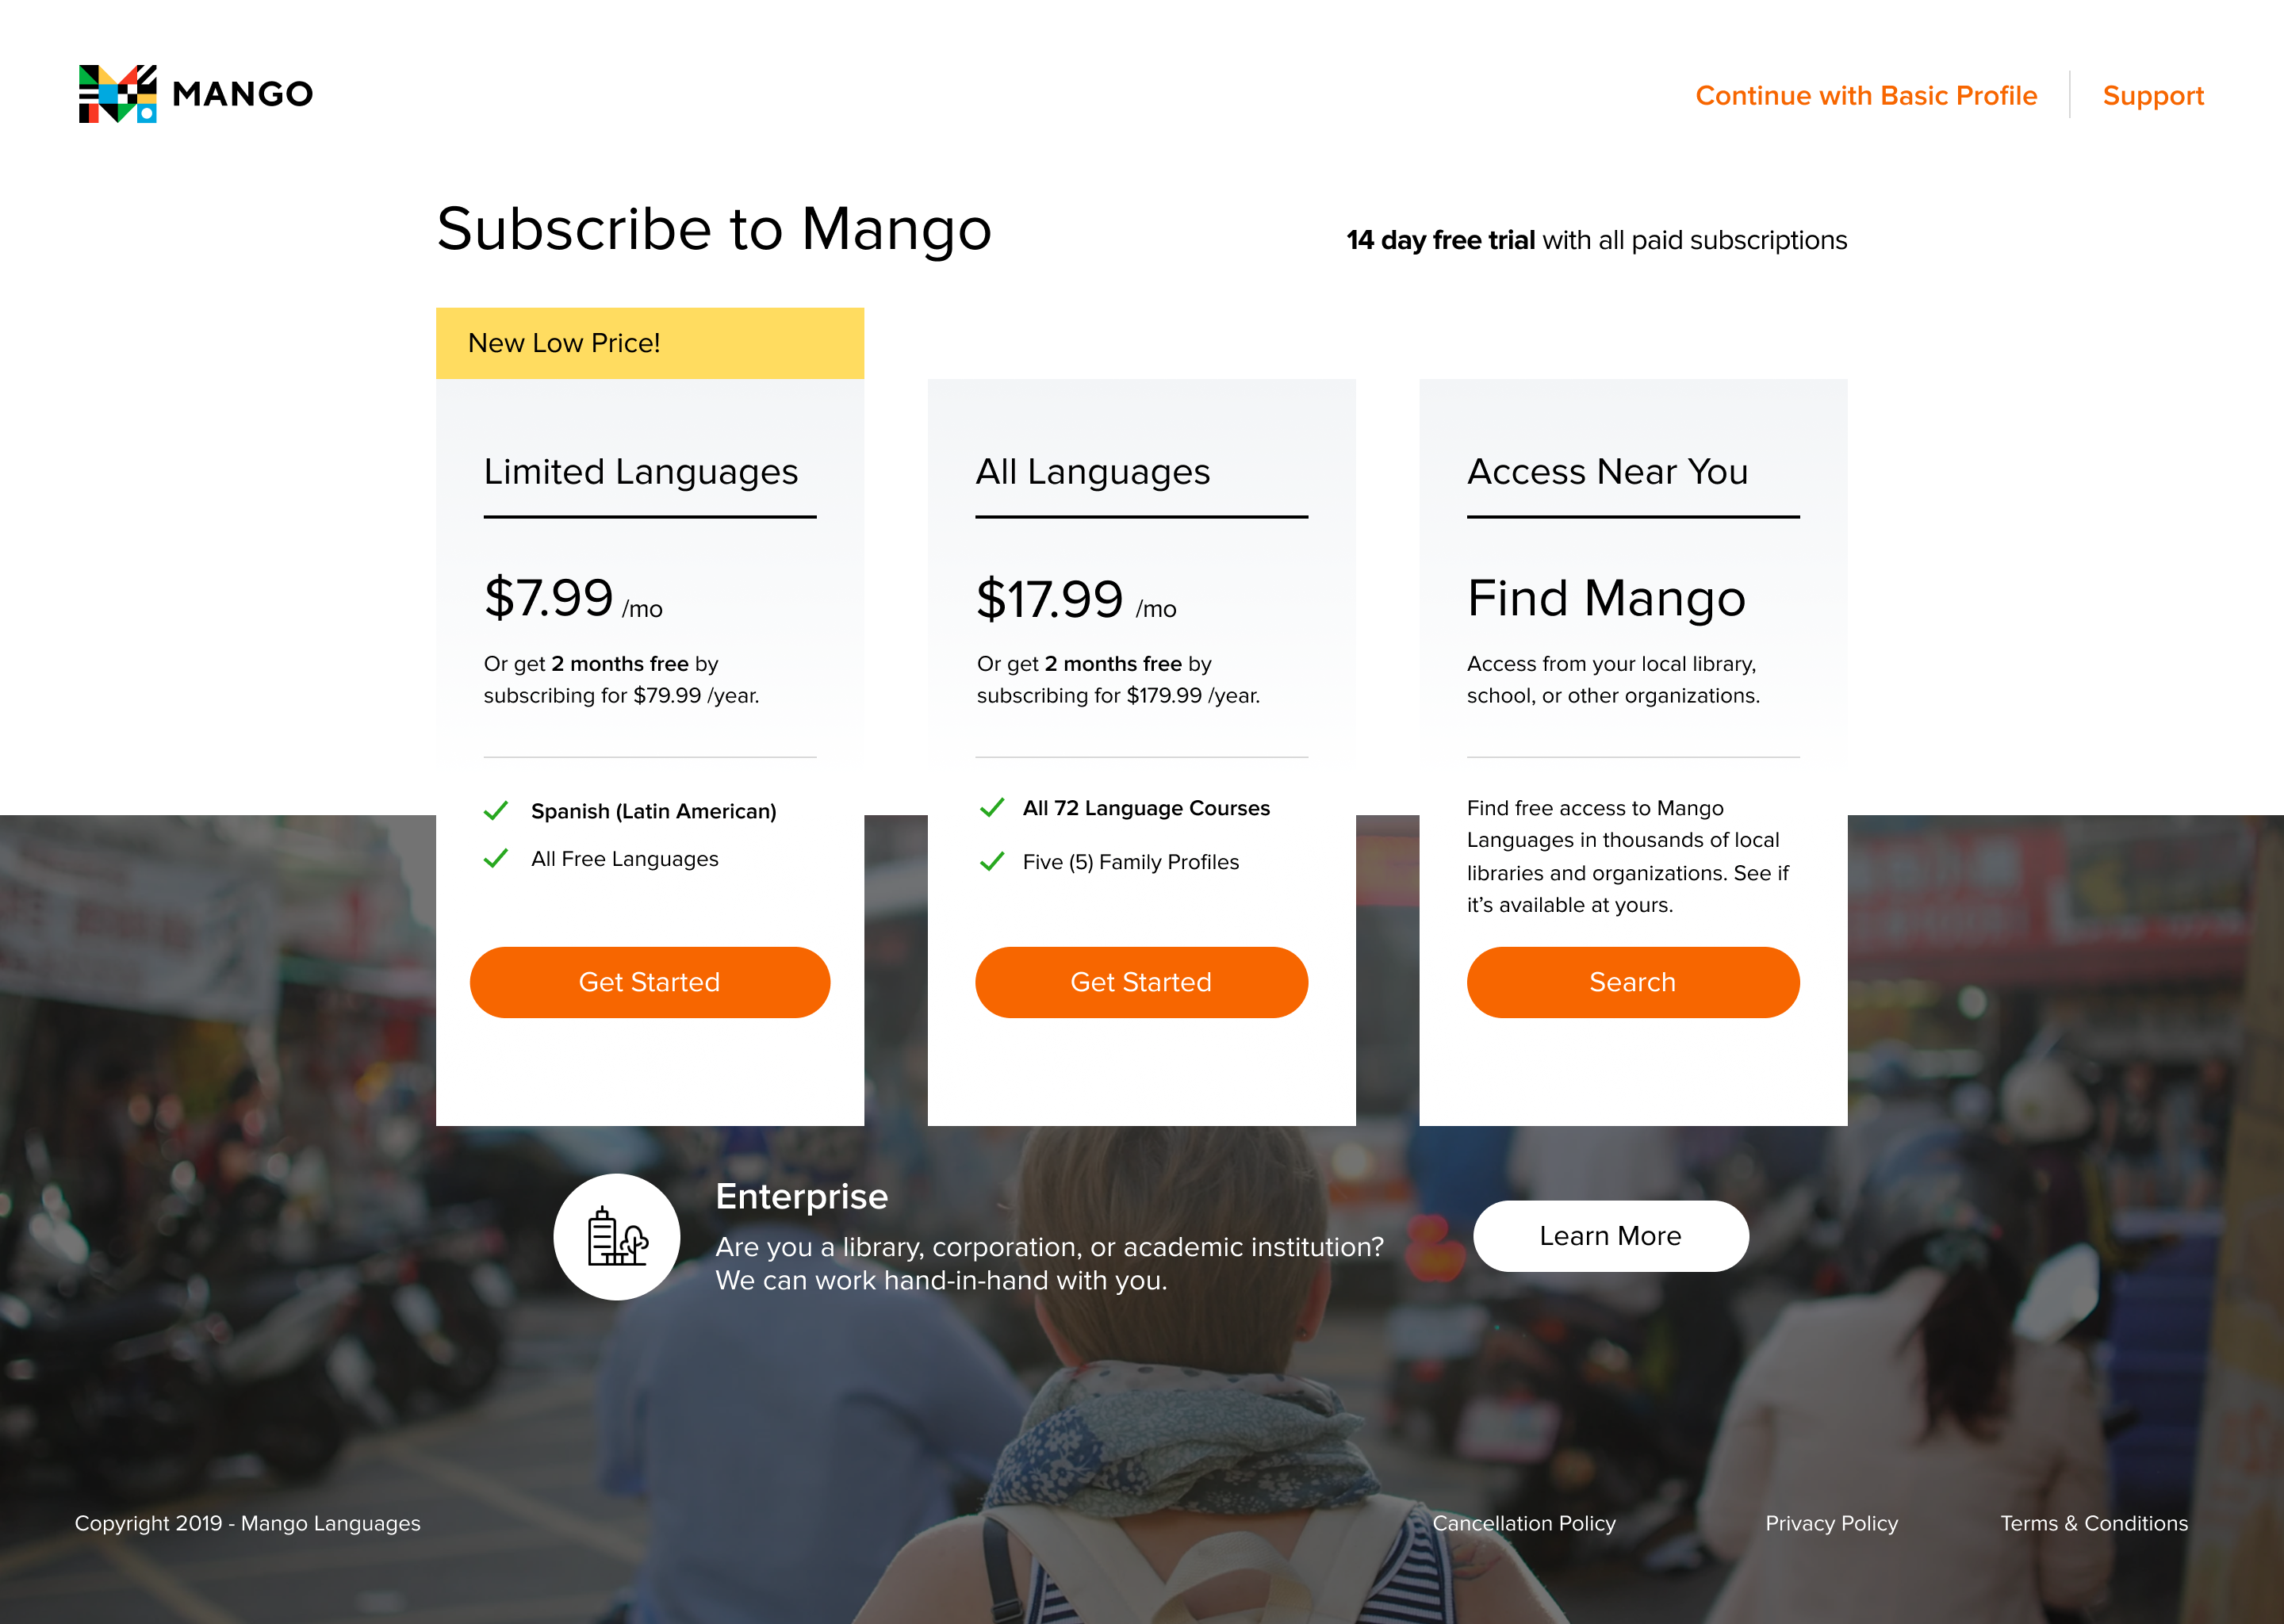 MANGO
Continue with Basic Profile
Support
Subscribe to Mango
14 day free trial with all paid subscriptions
New Low Price!
Limited Languages
$7.99 /mo
Or get 2 months free by
subscribing for $79.99 /year.
Spanish (Latin American)
All Free Languages
Get Started
All Languages
$17.99 /mo
Or get 2 months free by
subscribing for $179.99 /year.
All 72 Language Courses
Five (5) Family Profiles
Get Started
Access Near You
Find Mango
Access from your local library,
school, or other organizations.
Find free access to Mango
Languages in thousands of local
libraries and organizations. See if
it’s available at yours.
Search
Enterprise
Are you a library, corporation, or academic institution?
We can work hand-in-hand with you.
Learn More
Copyright 2019 - Mango Languages
Cancellation Policy
Privacy Policy
Terms & Conditions